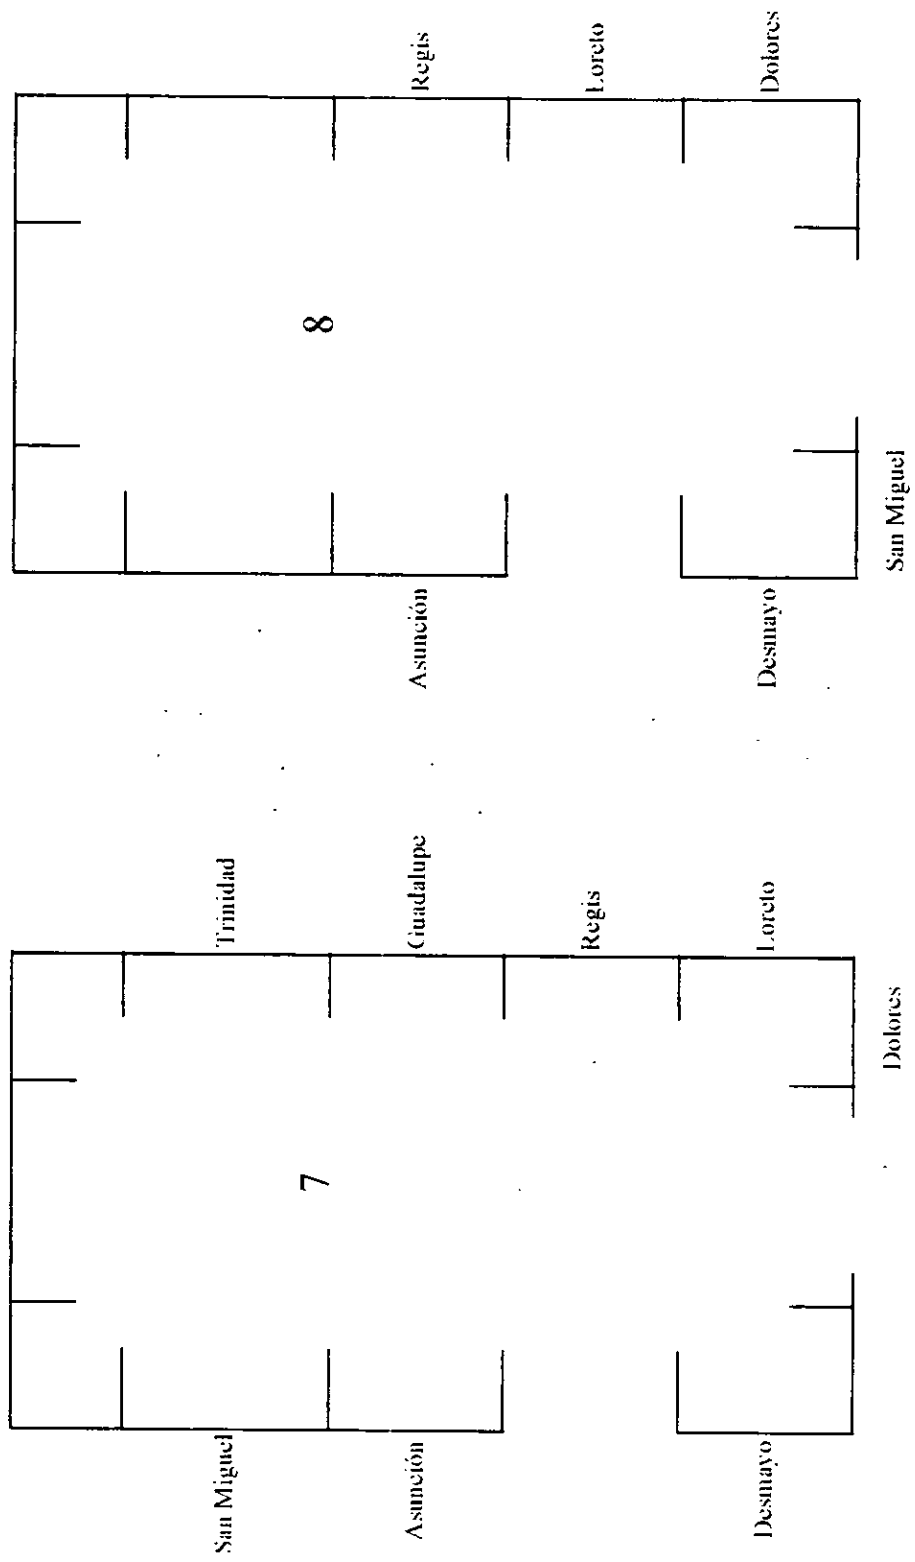 San Miguel
Trinidad
7
Asunción
Guadalupe
Regis
Desmayo
Loreto
Dolores
8
Asunción
Regis
Loreto
Desmayo
Dolores
San Miguel